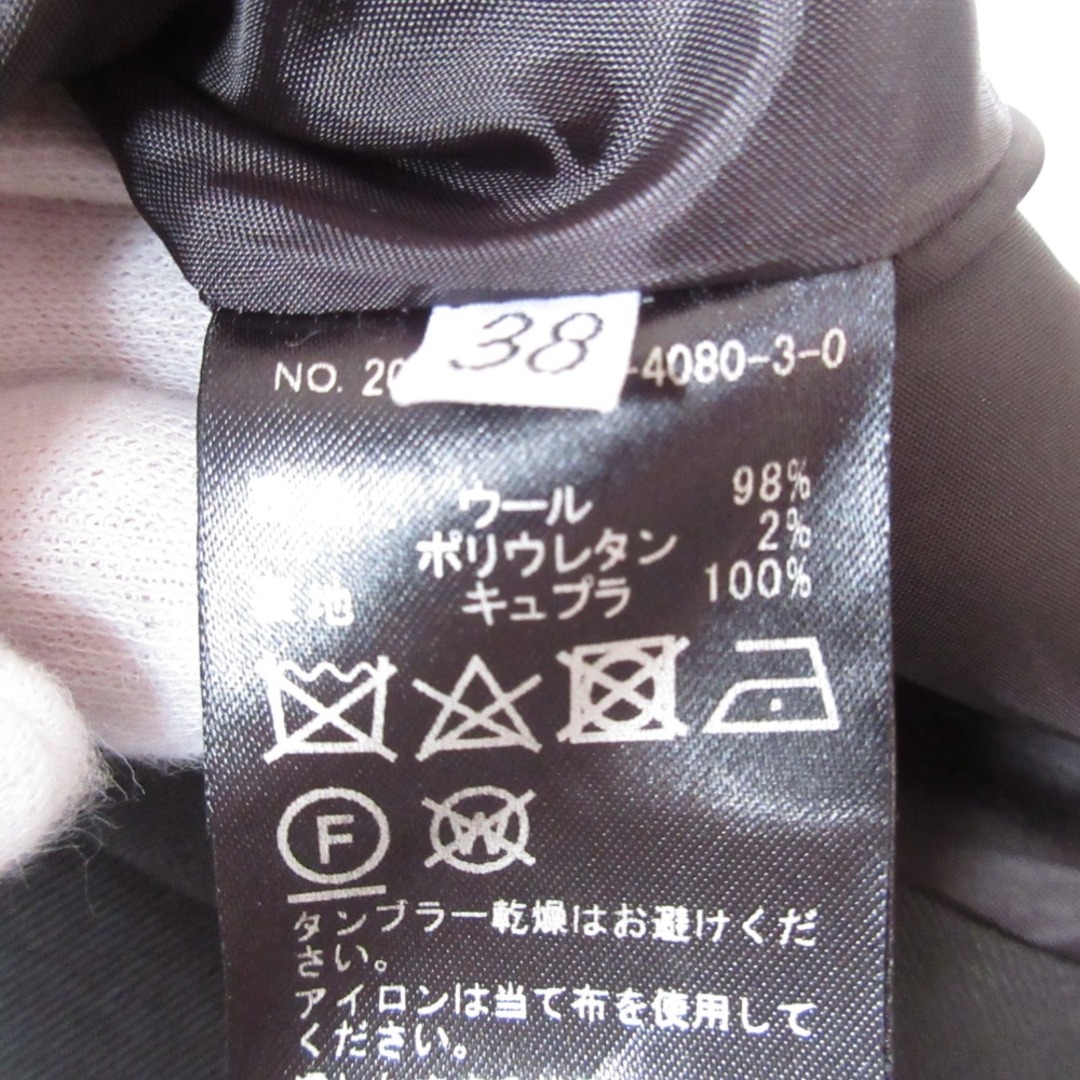 38
NO. 20 -4080-3-0
ウール 98%
ポリウレタン 2%
地 キュプラ 100%
F W
タンブラー乾燥はお避けくだ
さい。
アイロンは当て布を使用して
ください。